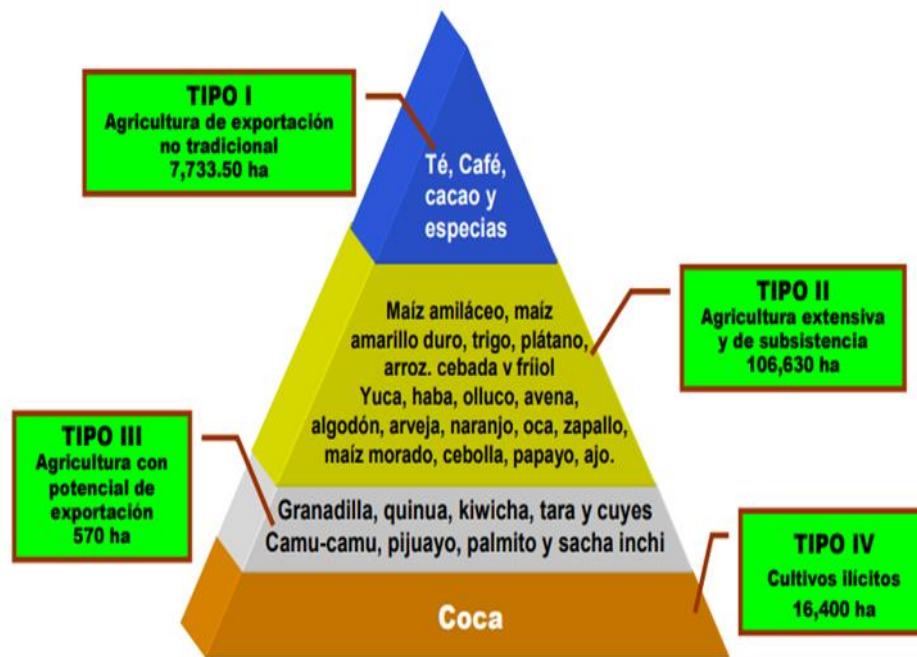 TIPO I
Agricultura de exportación
no tradicional
7,733.50 ha
Té, Café,
cacao y
especias
TIPO II
Agricultura extensiva
y de subsistencia
106,630 ha
Maíz amiláceo, maíz
amarillo duro, trigo, plátano,
arroz. cebada v fríiol
Yuca, haba, olluco, avena,
algodón, arveja, naranjo, oca, zapallo,
maíz morado, cebolla, papayo, ajo.
TIPO III
Agricultura con
potencial de
exportación
570 ha
Granadilla, quinua, kiwicha, tara y cuyes
Camu-camu, pijuayo, palmito y sacha inchi
TIPO IV
Cultivos ilícitos
16,400 ha
Coca